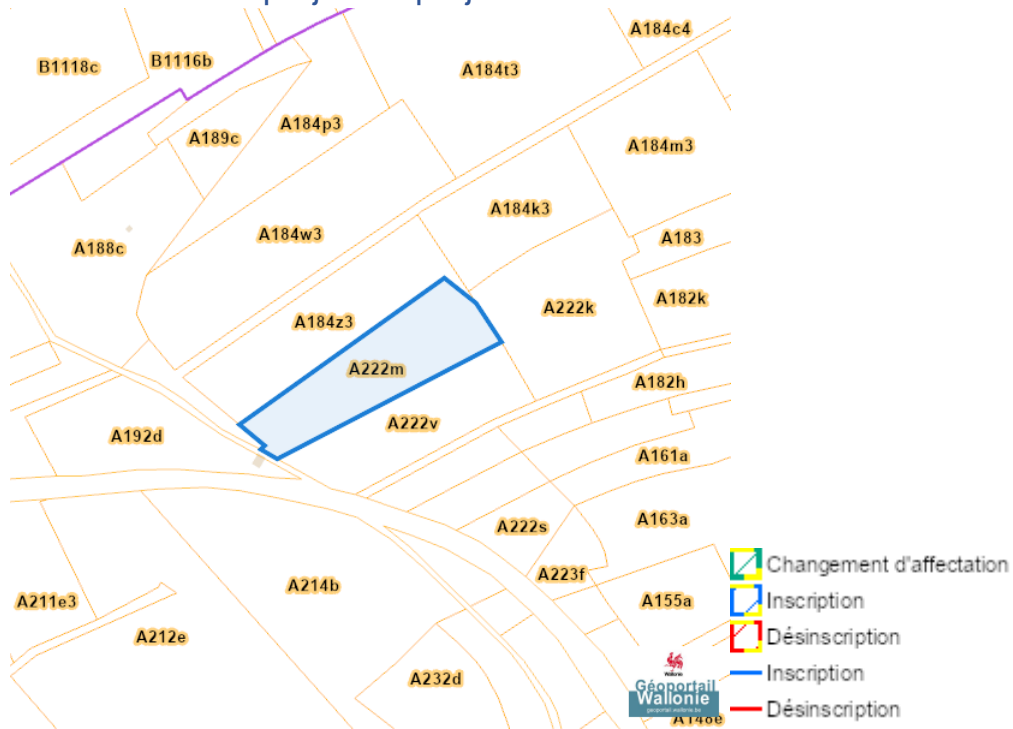 A184c4
B1118c
B1116b
A184t3
A184p3
A189c
A184m3
A184k3
A184w3
A183
A188c
A182k
A222k
A184z3
A222m
A182h
A222v
A192d
A161a
A163a
A222s
A223f
A214b
A211e3
A155a
A212e
A232d
Wallonie
Géoportail
Wallonie
geoportail.wallonie.be
A148e
Changement d'affectation
Inscription
Désinscription
Inscription
Désinscription